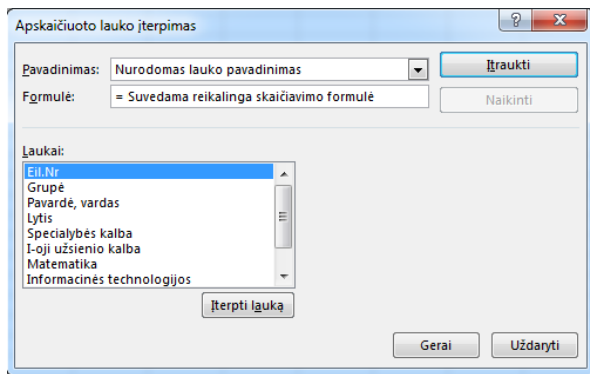 Apskaičiuoto lauko įterpimas
Pavadinimas: Nurodomas lauko pavadinimas
Įtraukti
Formulė: = Suvedama reikalinga skaičiavimo formulė
Naikinti
Laukai:
Eil.Nr
Grupė
Pavardė, vardas
Lytis
Specialybės kalba
I-oji užsienio kalba
Matematika
Informacinės technologijos
Įterpti lauką
Gerai
Uždaryti